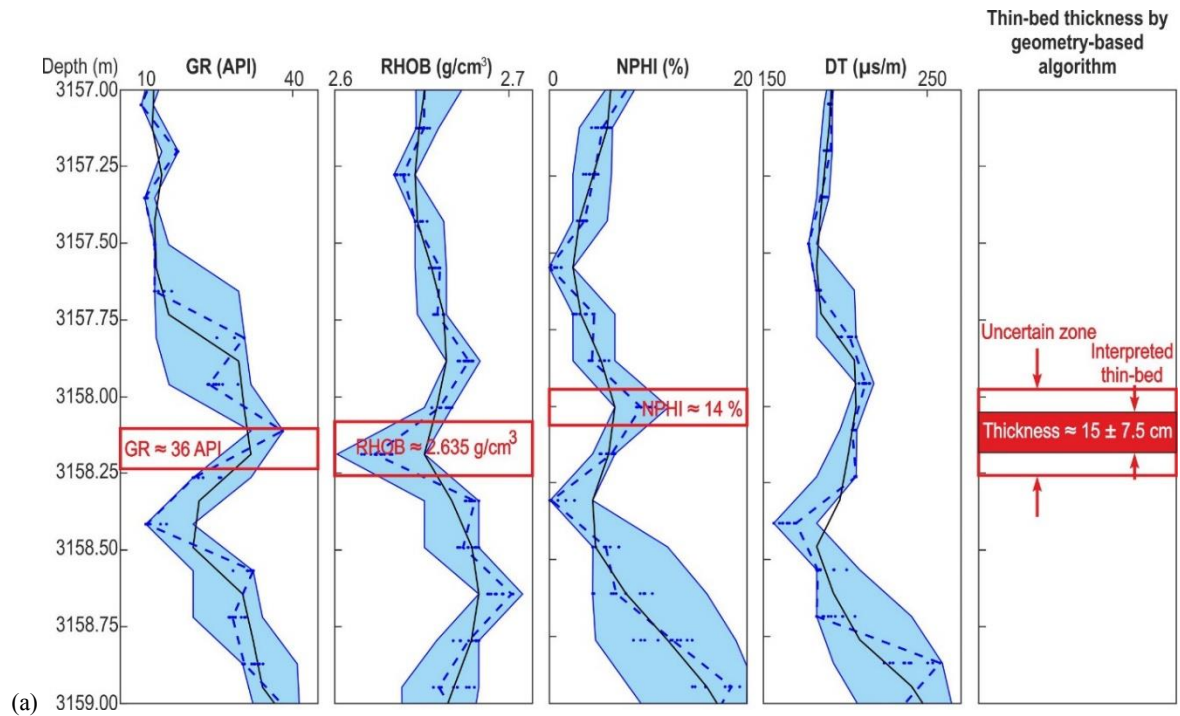 Thin-bed thickness by
geometry-based
algorithm
Depth (m) GR (API) RHOB (g/cm³) NPHI (%) DT (µs/m)
10 40 2.6 2.7 0 20 150 250
3157.00
3157.25
3157.50
3157.75
3158.00
3158.25
3158.50
3158.75
3159.00
Uncertain zone
Interpreted
thin-bed
GR ≈ 36 API
RHOB ≈ 2.635 g/cm³
NPHI ≈ 14 %
Thickness ≈ 15 ± 7.5 cm
(a)